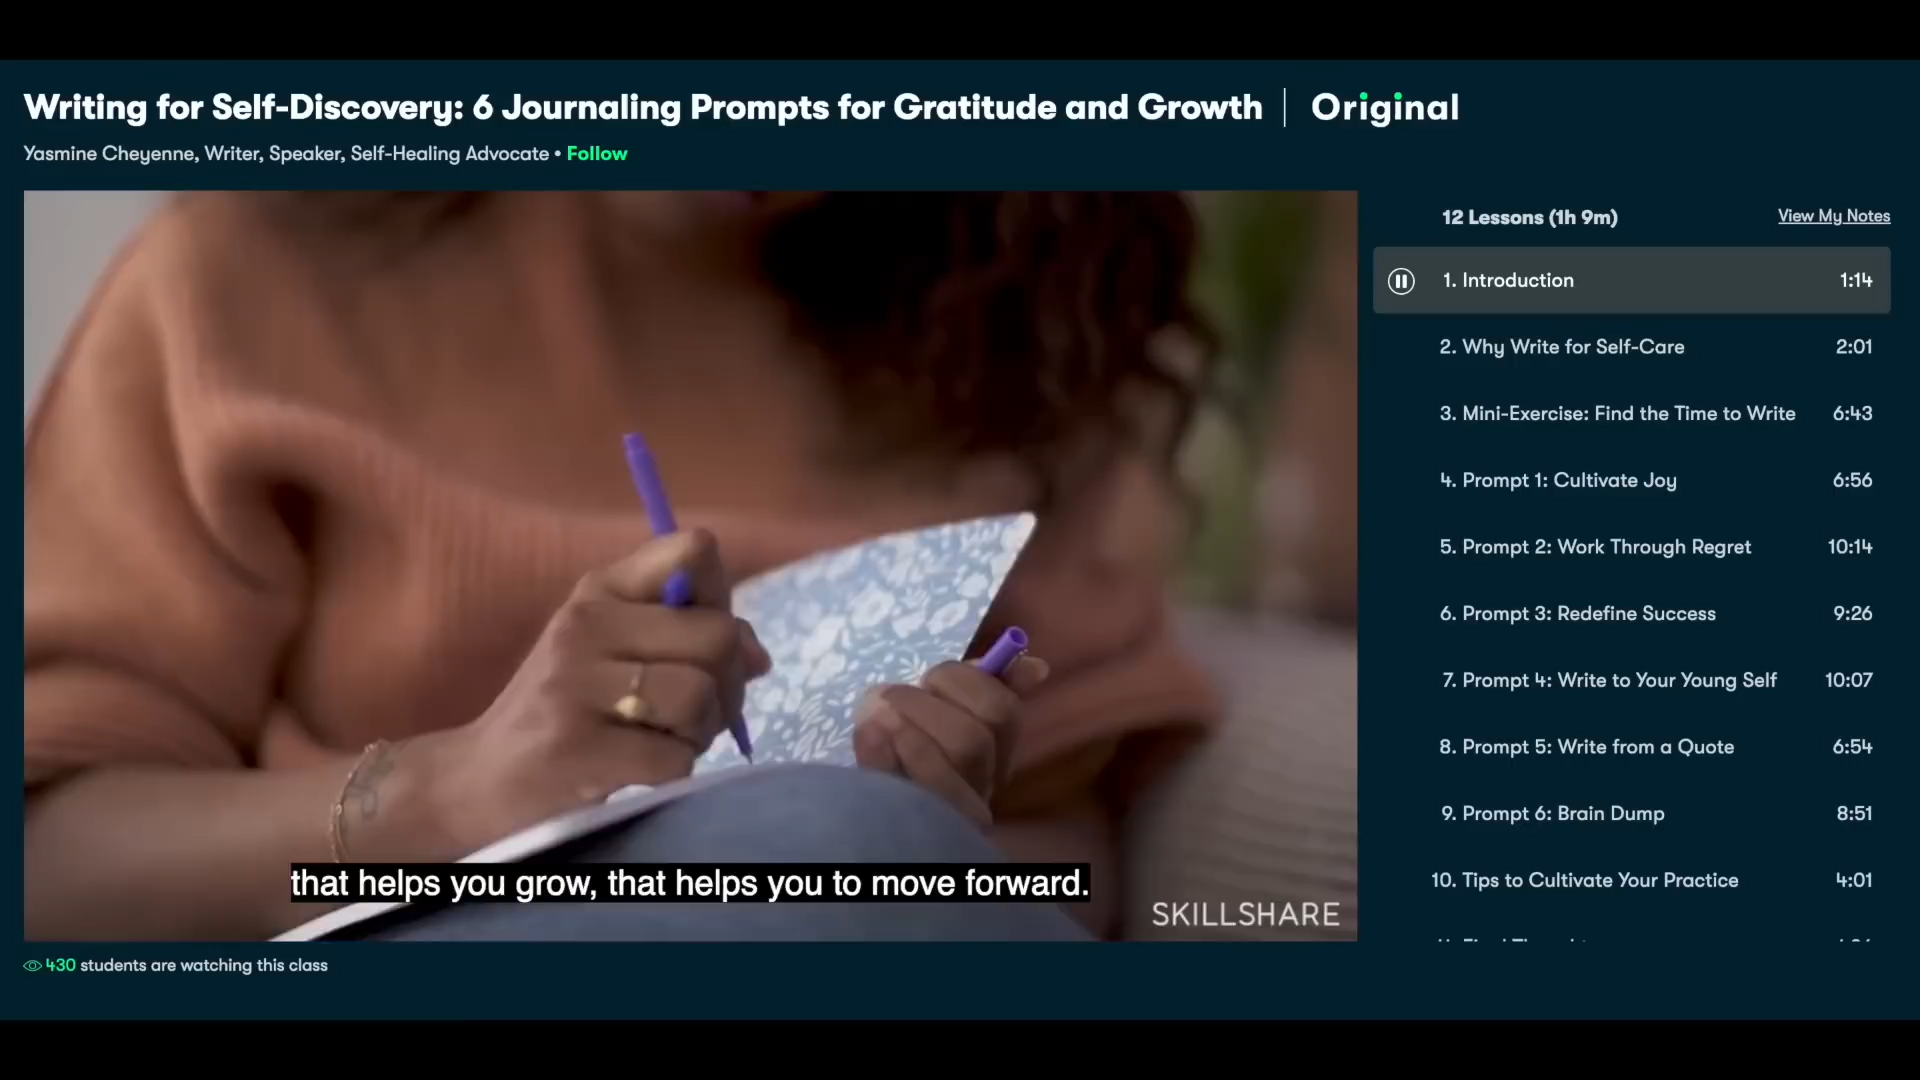 Writing for Self-Discovery: 6 Journaling Prompts for Gratitude and Growth | Original
Yasmine Cheyenne, Writer, Speaker, Self-Healing Advocate • Follow
that helps you grow, that helps you to move forward.
SKILLSHARE
430 students are watching this class
12 Lessons (1h 9m) View My Notes
1. Introduction 1:14
2. Why Write for Self-Care 2:01
3. Mini-Exercise: Find the Time to Write 6:43
4. Prompt 1: Cultivate Joy 6:56
5. Prompt 2: Work Through Regret 10:14
6. Prompt 3: Redefine Success 9:26
7. Prompt 4: Write to Your Young Self 10:07
8. Prompt 5: Write from a Quote 6:54
9. Prompt 6: Brain Dump 8:51
10. Tips to Cultivate Your Practice 4:01